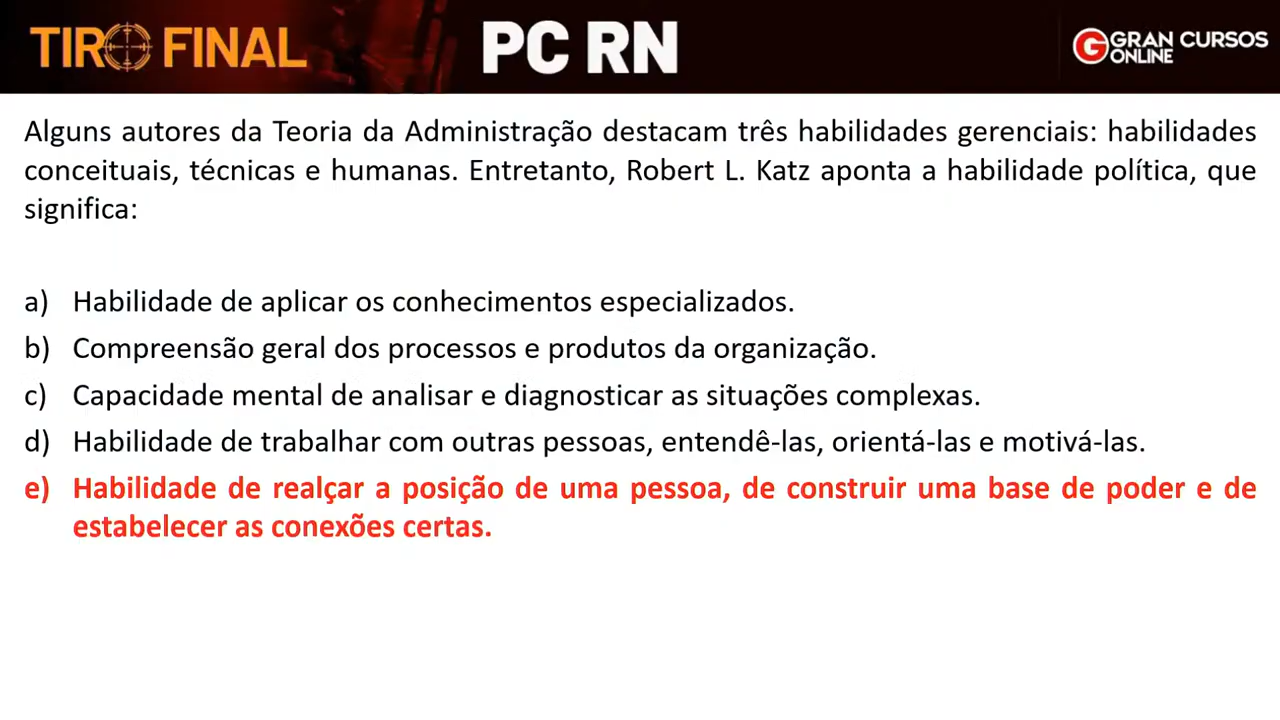 TIRO FINAL
PC RN
GRAN CURSOS
ONLINE
Alguns autores da Teoria da Administração destacam três habilidades gerenciais: habilidades
conceituais, técnicas e humanas. Entretanto, Robert L. Katz aponta a habilidade política, que
significa:
a) Habilidade de aplicar os conhecimentos especializados.
b) Compreensão geral dos processos e produtos da organização.
c) Capacidade mental de analisar e diagnosticar as situações complexas.
d) Habilidade de trabalhar com outras pessoas, entendê-las, orientá-las e motivá-las.
e) Habilidade de realçar a posição de uma pessoa, de construir uma base de poder e de
estabelecer as conexões certas.